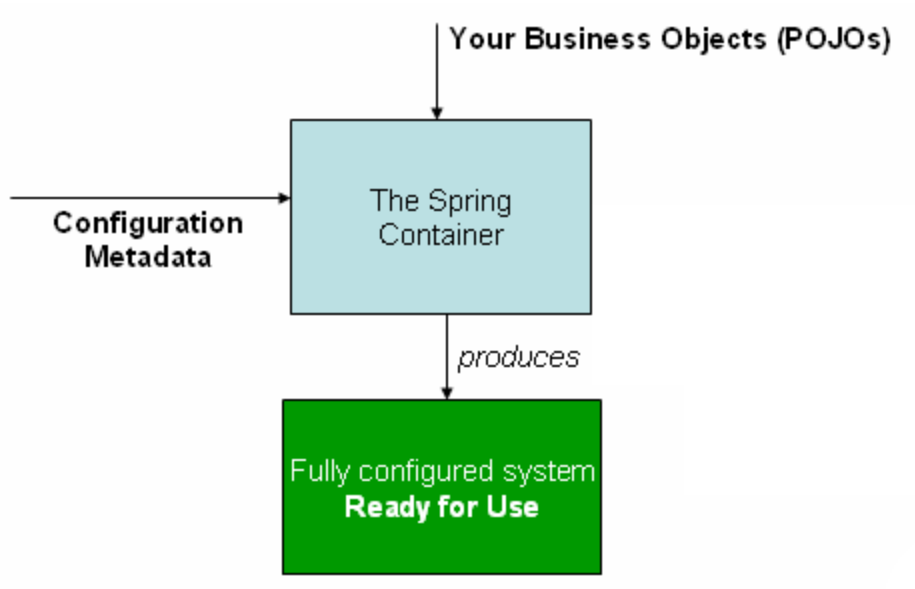 Your Business Objects (POJOs)
The Spring
Container
Configuration
Metadata
produces
Fully configured system
Ready for Use